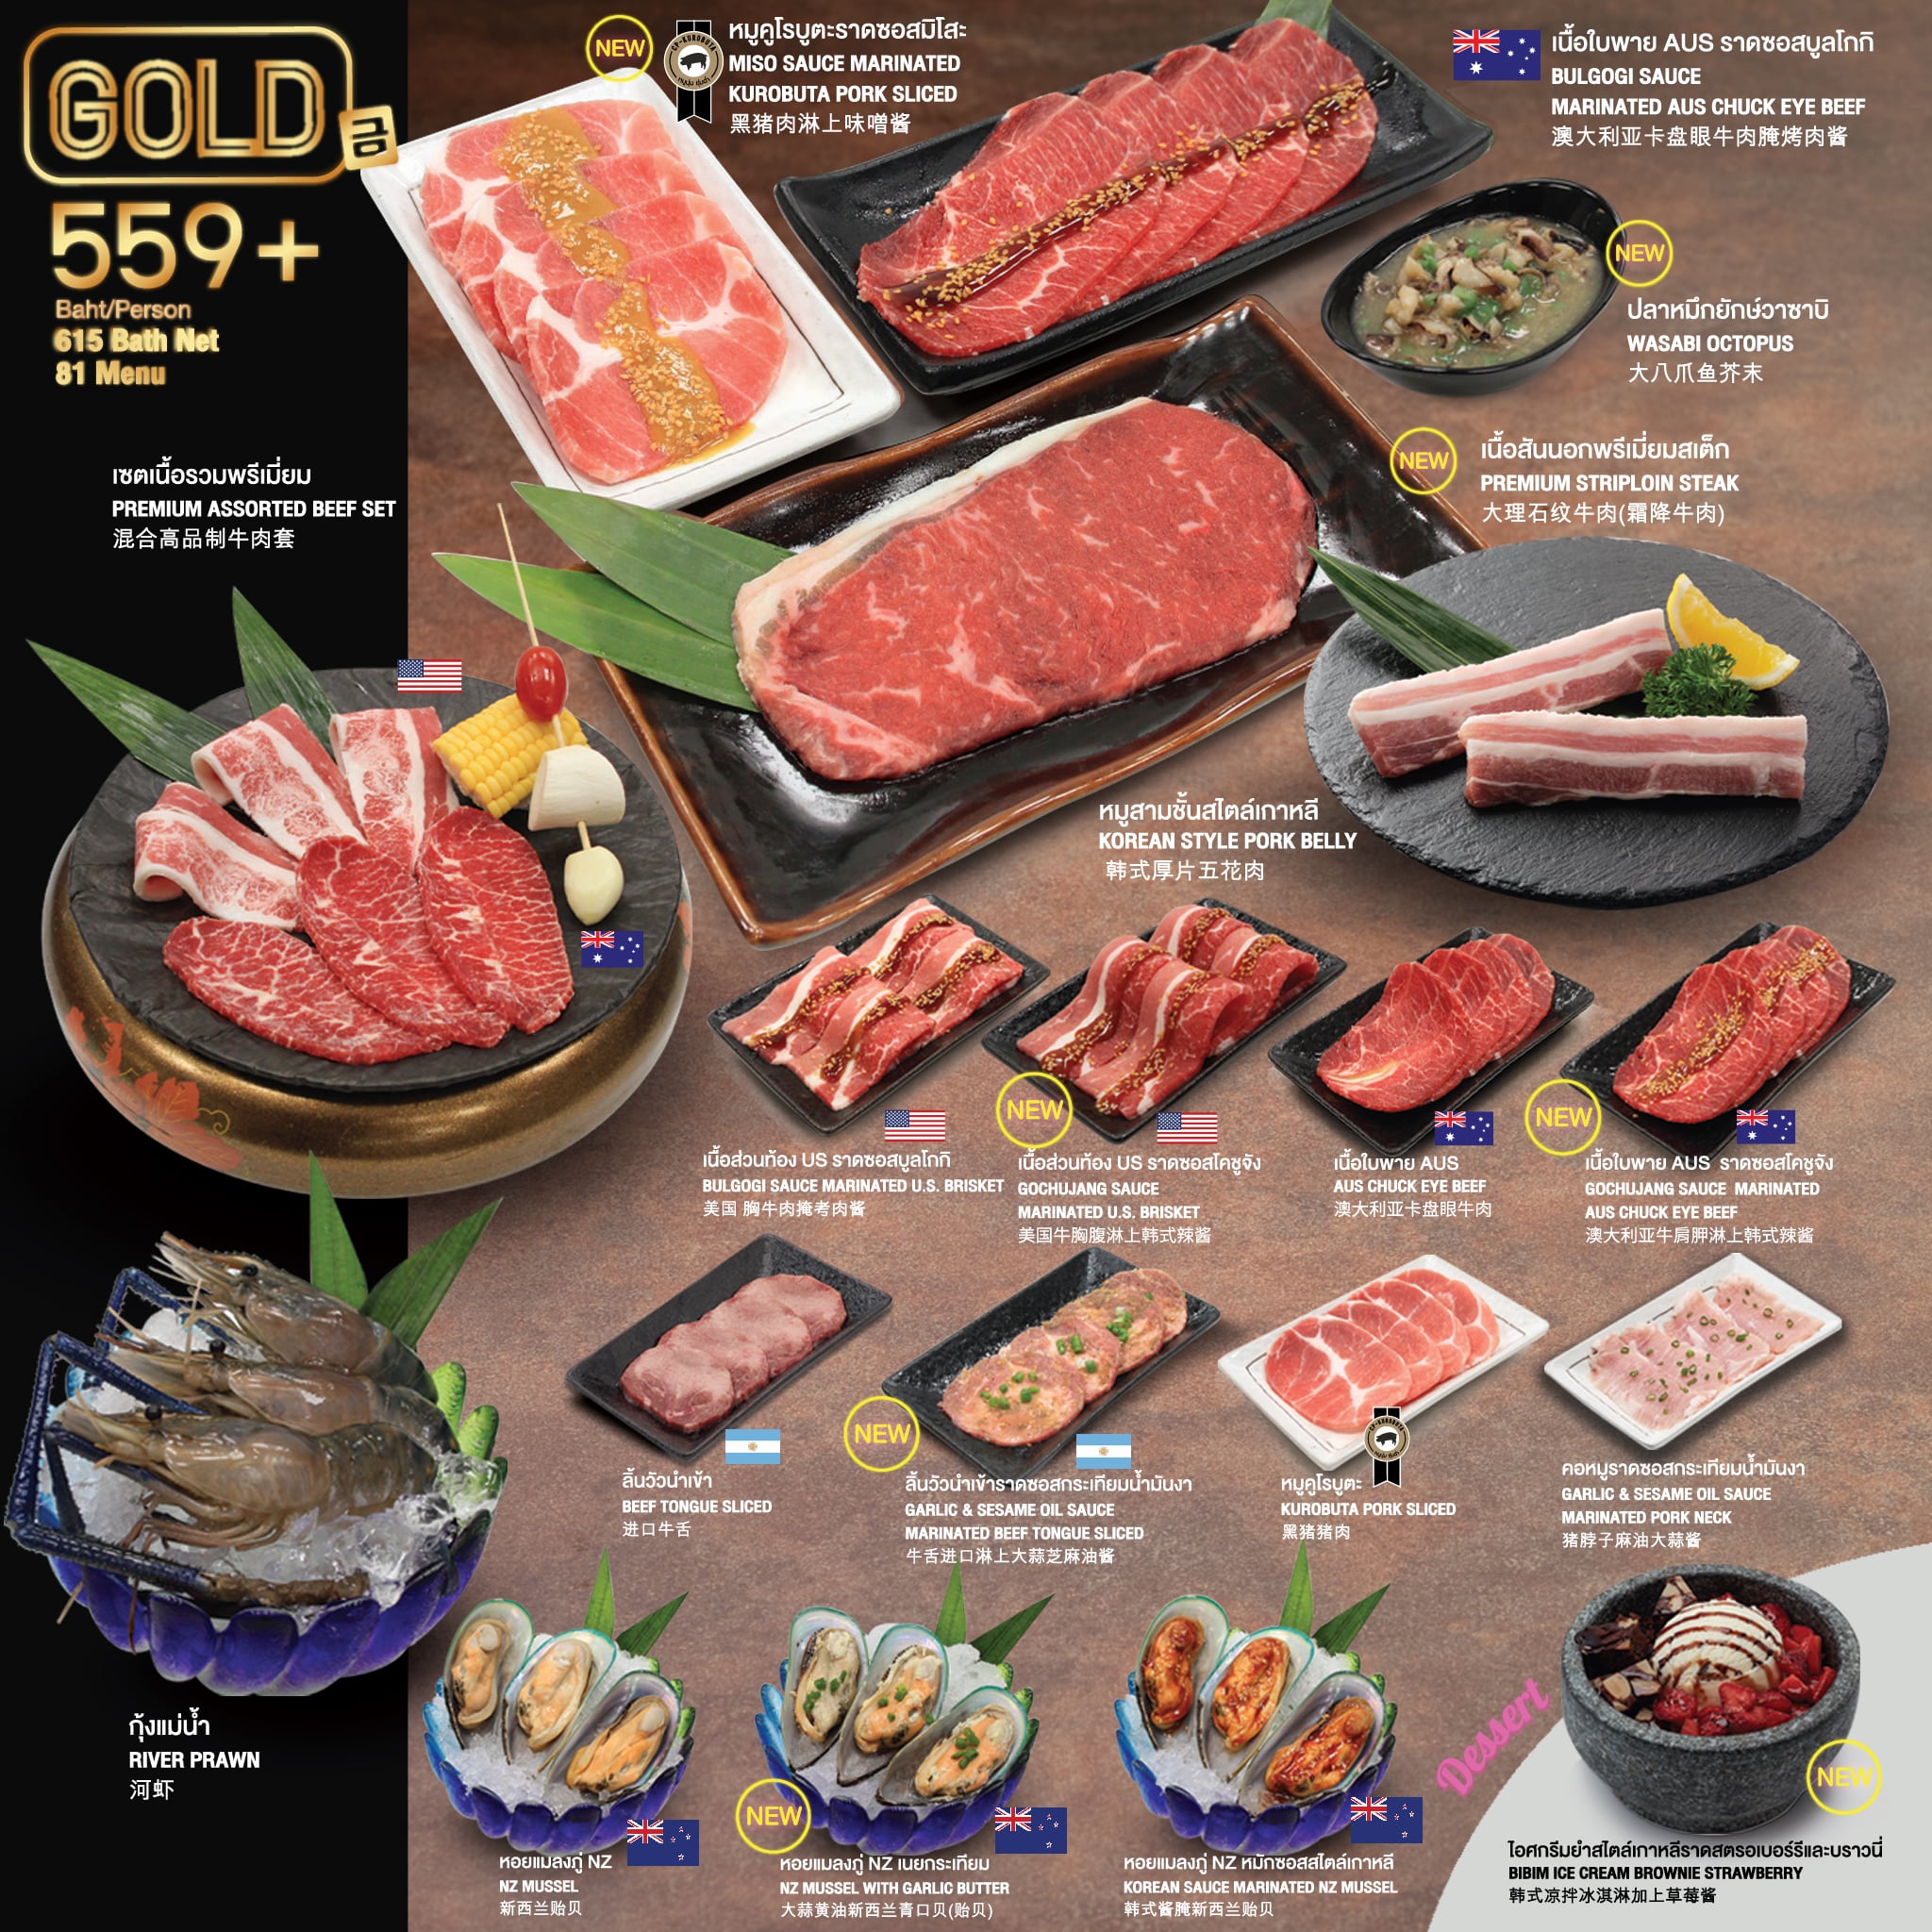 GOLD
559+
Baht/Person
615 Bath Net
81 Menu
NEW
หมูคูโรบูตะราดซอสมิโสะ
MISO SAUCE MARINATED
KUROBUTA PORK SLICED
黑猪肉淋上味噌酱
เนื้อใบพาย AUS ราดซอสบูลโกกิ
BULGOGI SAUCE
MARINATED AUS CHUCK EYE BEEF
澳大利亚卡盘眼牛肉腌烤肉酱
NEW
ปลาหมึกยักษ์วาซาบิ
WASABI OCTOPUS
大八爪鱼芥末
NEW
เนื้อสันนอกพรีเมี่ยมสเต็ก
PREMIUM STRIPLOIN STEAK
大理石纹牛肉(霜降牛肉)
เซตเนื้อรวมพรีเมี่ยม
PREMIUM ASSORTED BEEF SET
混合高品制牛肉套
หมูสามชั้นสไตล์เกาหลี
KOREAN STYLE PORK BELLY
韩式厚片五花肉
เนื้อส่วนท้อง US ราดซอสบูลโกกิ
BULGOGI SAUCE MARINATED U.S. BRISKET
美国 胸牛肉掩考肉酱
NEW
เนื้อส่วนท้อง US ราดซอสโคชูจัง
GOCHUJANG SAUCE
MARINATED U.S. BRISKET
美国牛胸腹淋上韩式辣酱
เนื้อใบพาย AUS
AUS CHUCK EYE BEEF
澳大利亚卡盘眼牛肉
NEW
เนื้อใบพาย AUS ราดซอสโคชูจัง
GOCHUJANG SAUCE MARINATED
AUS CHUCK EYE BEEF
澳大利亚牛肩胛淋上韩式辣酱
ลิ้นวัวนำเข้า
BEEF TONGUE SLICED
进口牛舌
NEW
ลิ้นวัวนำเข้าราดซอสกระเทียมน้ำมันงา
GARLIC & SESAME OIL SAUCE
MARINATED BEEF TONGUE SLICED
牛舌进口淋上大蒜芝麻油酱
หมูคูโรบูตะ
KUROBUTA PORK SLICED
黑猪猪肉
คอหมูราดซอสกระเทียมน้ำมันงา
GARLIC & SESAME OIL SAUCE
MARINATED PORK NECK
猪脖子麻油大蒜酱
กุ้งแม่น้ำ
RIVER PRAWN
河虾
หอยแมลงภู่ NZ
NZ MUSSEL
新西兰贻贝
NEW
หอยแมลงภู่ NZ เนยกระเทียม
NZ MUSSEL WITH GARLIC BUTTER
大蒜黄油新西兰青口贝(贻贝)
หอยแมลงภู่ NZ หมักซอสสไตล์เกาหลี
KOREAN SAUCE MARINATED NZ MUSSEL
韩式酱腌新西兰贻贝
Dessert
NEW
ไอศกรีมยำสไตล์เกาหลีราดสตรอเบอร์รีและบราวนี่
BIBIM ICE CREAM BROWNIE STRAWBERRY
韩式凉拌冰淇淋加上草莓酱